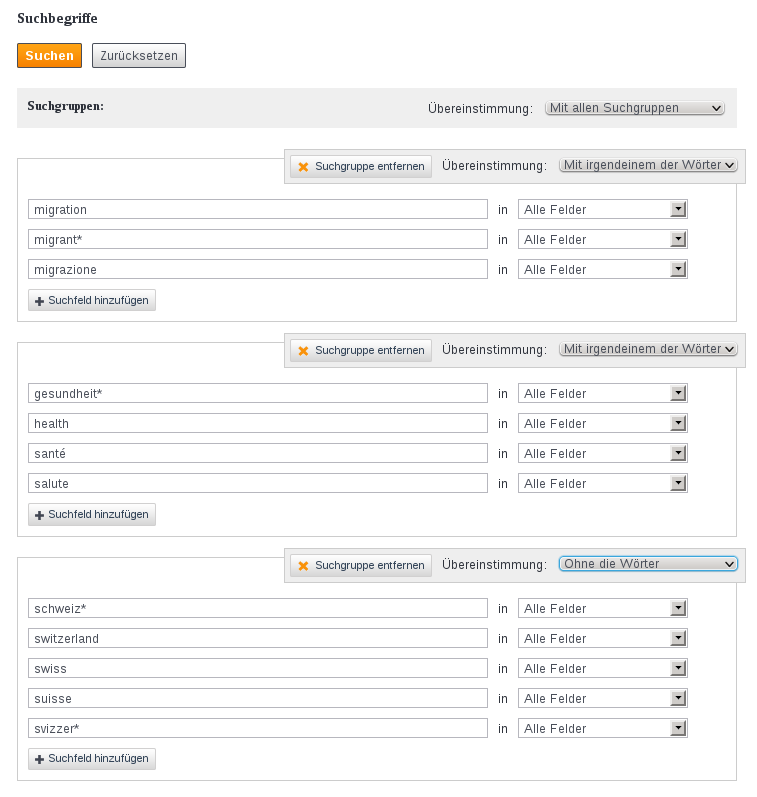 Suchbegriffe
Suchen Zurücksetzen
Suchgruppen: Übereinstimmung: Mit allen Suchgruppen
Suchgruppe entfernen Übereinstimmung: Mit irgendeinem der Wörter
migration in Alle Felder
migrant* in Alle Felder
migrazione in Alle Felder
Suchfeld hinzufügen
Suchgruppe entfernen Übereinstimmung: Mit irgendeinem der Wörter
gesundheit* in Alle Felder
health in Alle Felder
santé in Alle Felder
salute in Alle Felder
Suchfeld hinzufügen
Suchgruppe entfernen Übereinstimmung: Ohne die Wörter
schweiz* in Alle Felder
switzerland in Alle Felder
swiss in Alle Felder
suisse in Alle Felder
svizzer* in Alle Felder
Suchfeld hinzufügen